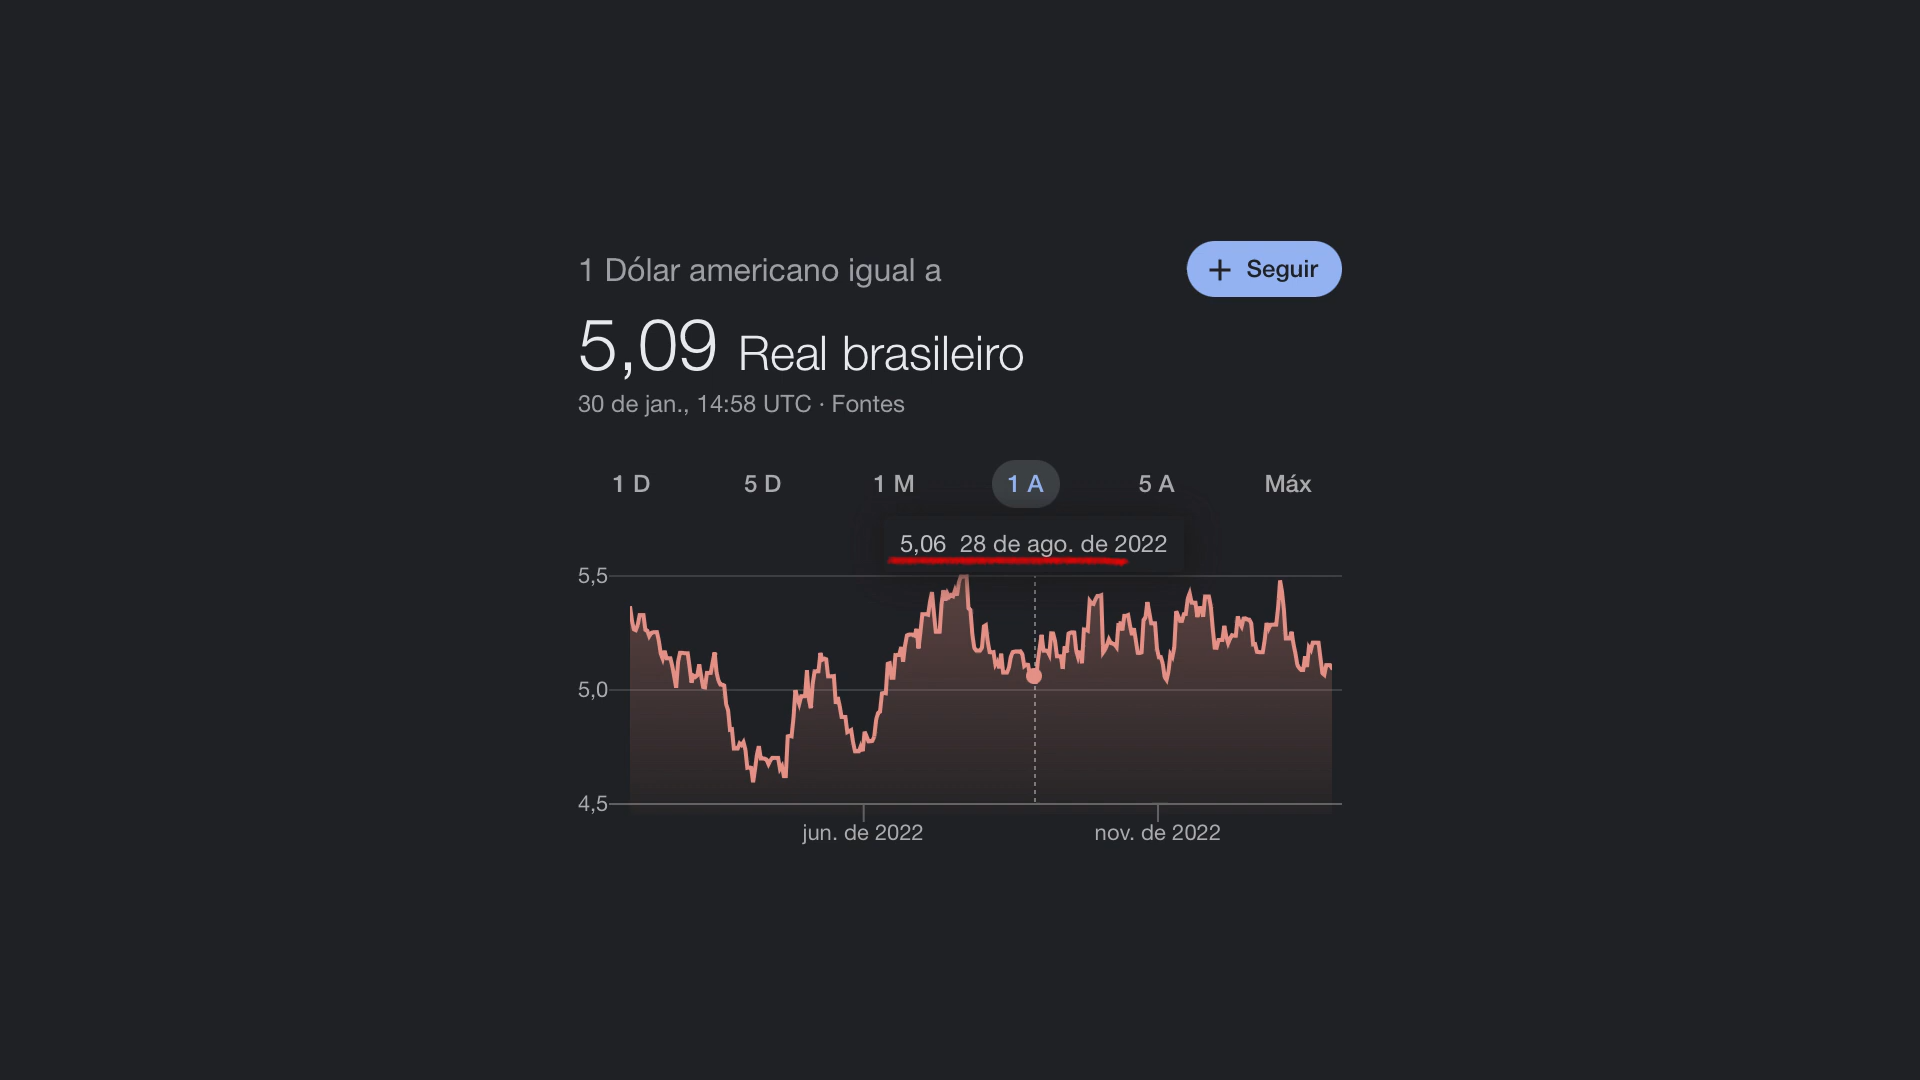 1 Dólar americano igual a
+ Seguir
5,09 Real brasileiro
30 de jan., 14:58 UTC · Fontes
1 D 5 D 1 M 1 A 5 A Máx
5,06 28 de ago. de 2022
5,5
5,0
4,5
jun. de 2022 nov. de 2022